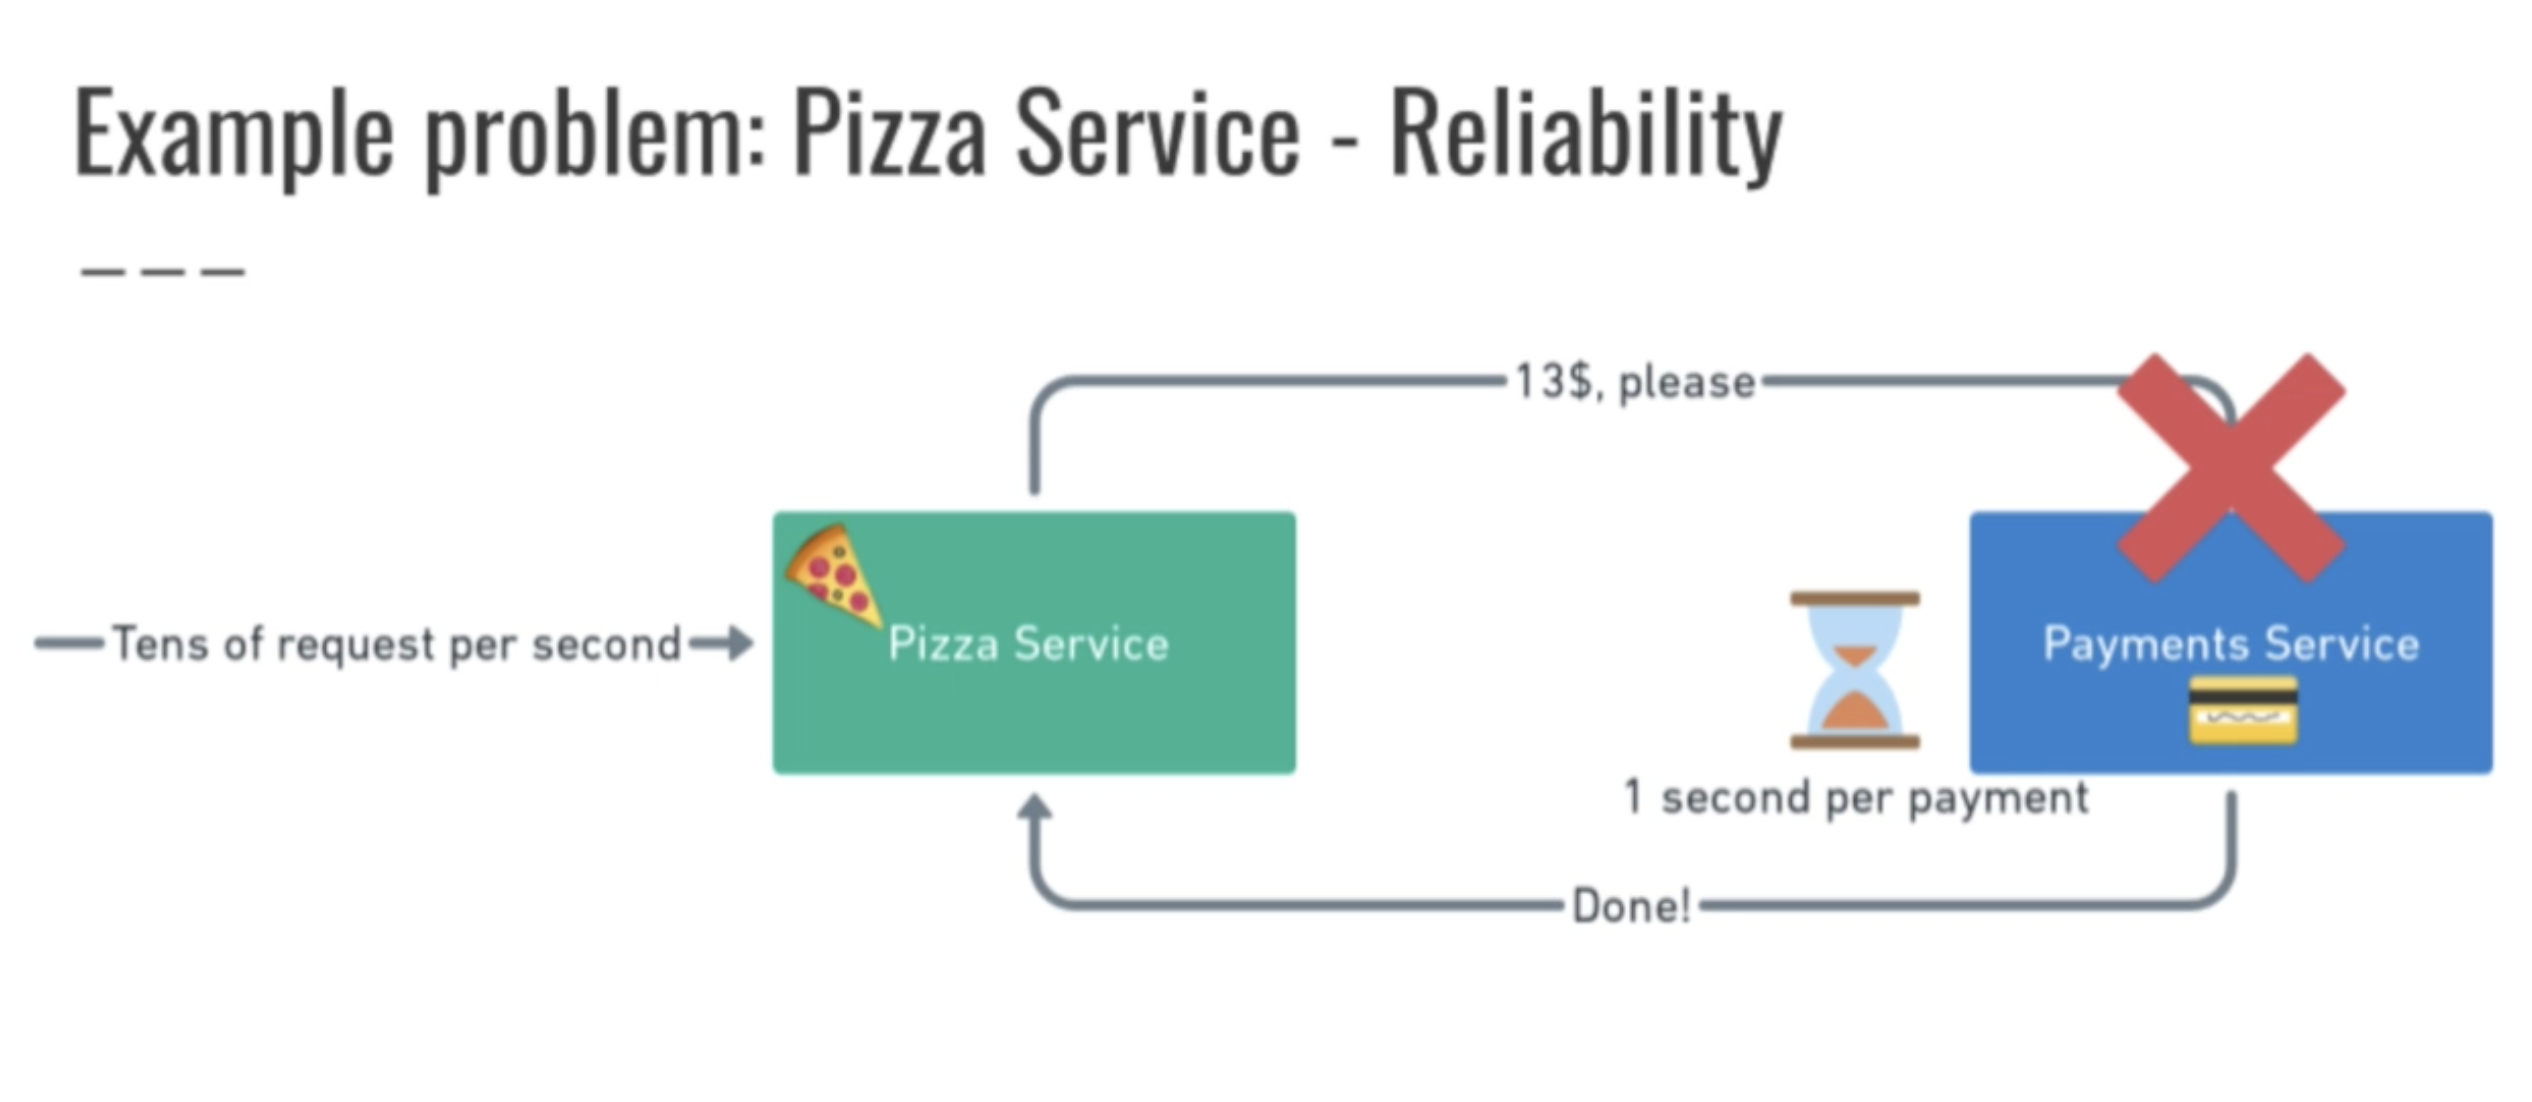 Example problem: Pizza Service - Reliability
13$, please
Tens of request per second
Pizza Service
Payments Service
1 second per payment
Done!